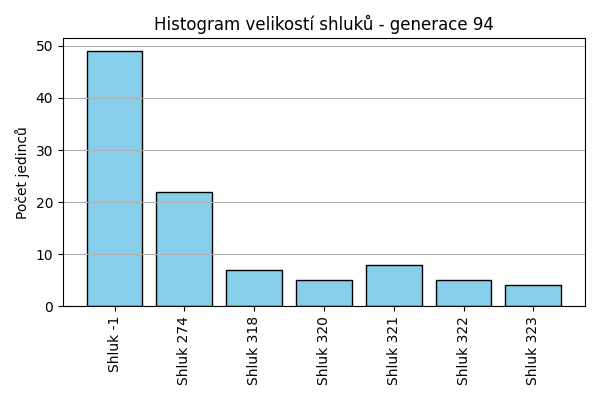 Histogram velikostí shluků - generace 94
Počet jedinců
50
40
30
20
10
0
Shluk -1
Shluk 274
Shluk 318
Shluk 320
Shluk 321
Shluk 322
Shluk 323